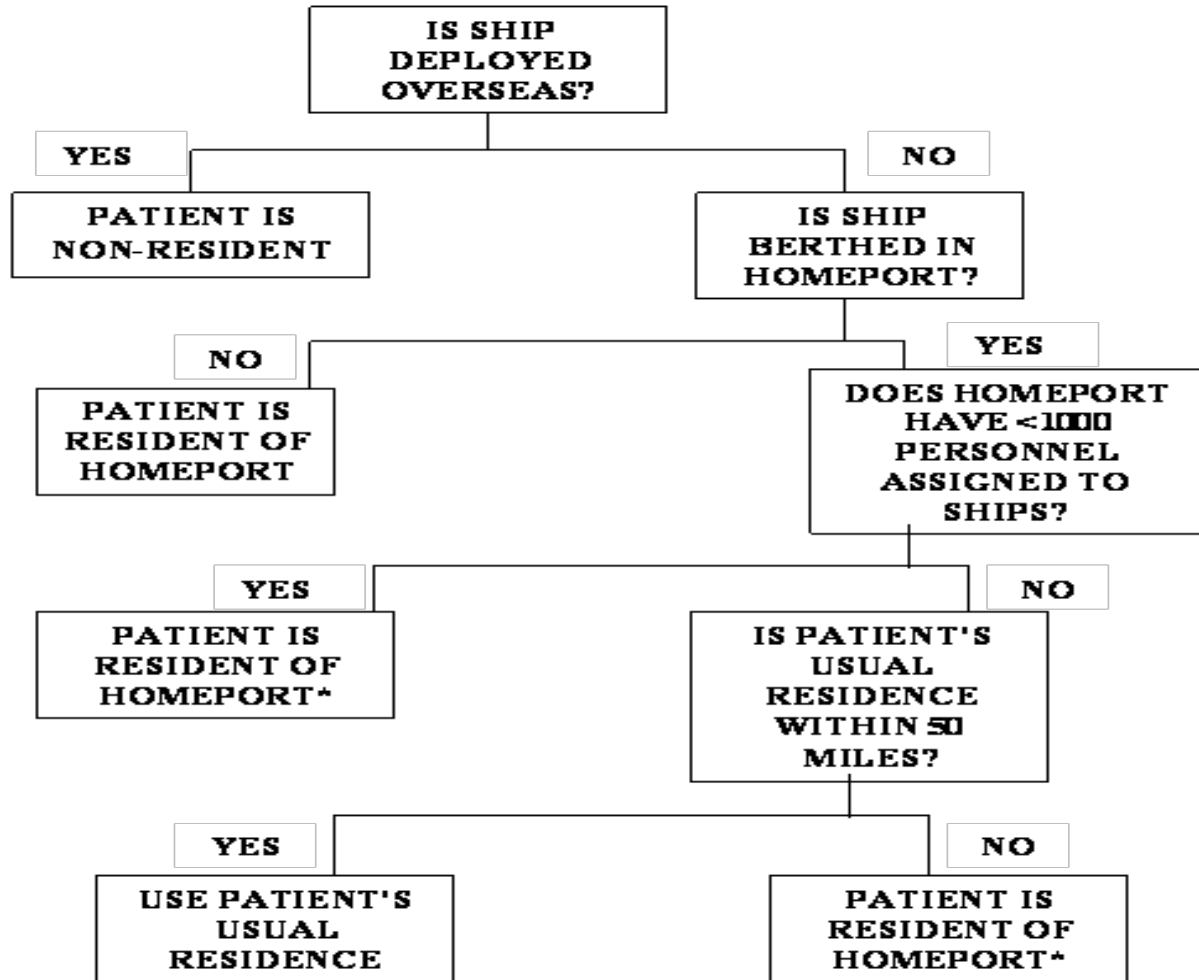 IS SHIP
DEPLOYED
OVERSEAS?
YES
NO
PATIENT IS
NON-RESIDENT
IS SHIP
BERTHED IN
HOMEPORT?
NO
YES
PATIENT IS
RESIDENT OF
HOMEPORT
DOES HOMEPORT
HAVE <1000
PERSONNEL
ASSIGNED TO
SHIPS?
YES
NO
PATIENT IS
RESIDENT OF
HOMEPORT*
IS PATIENT'S
USUAL
RESIDENCE
WITHIN 50
MILES?
YES
NO
USE PATIENT'S
USUAL
RESIDENCE
PATIENT IS
RESIDENT OF
HOMEPORT*